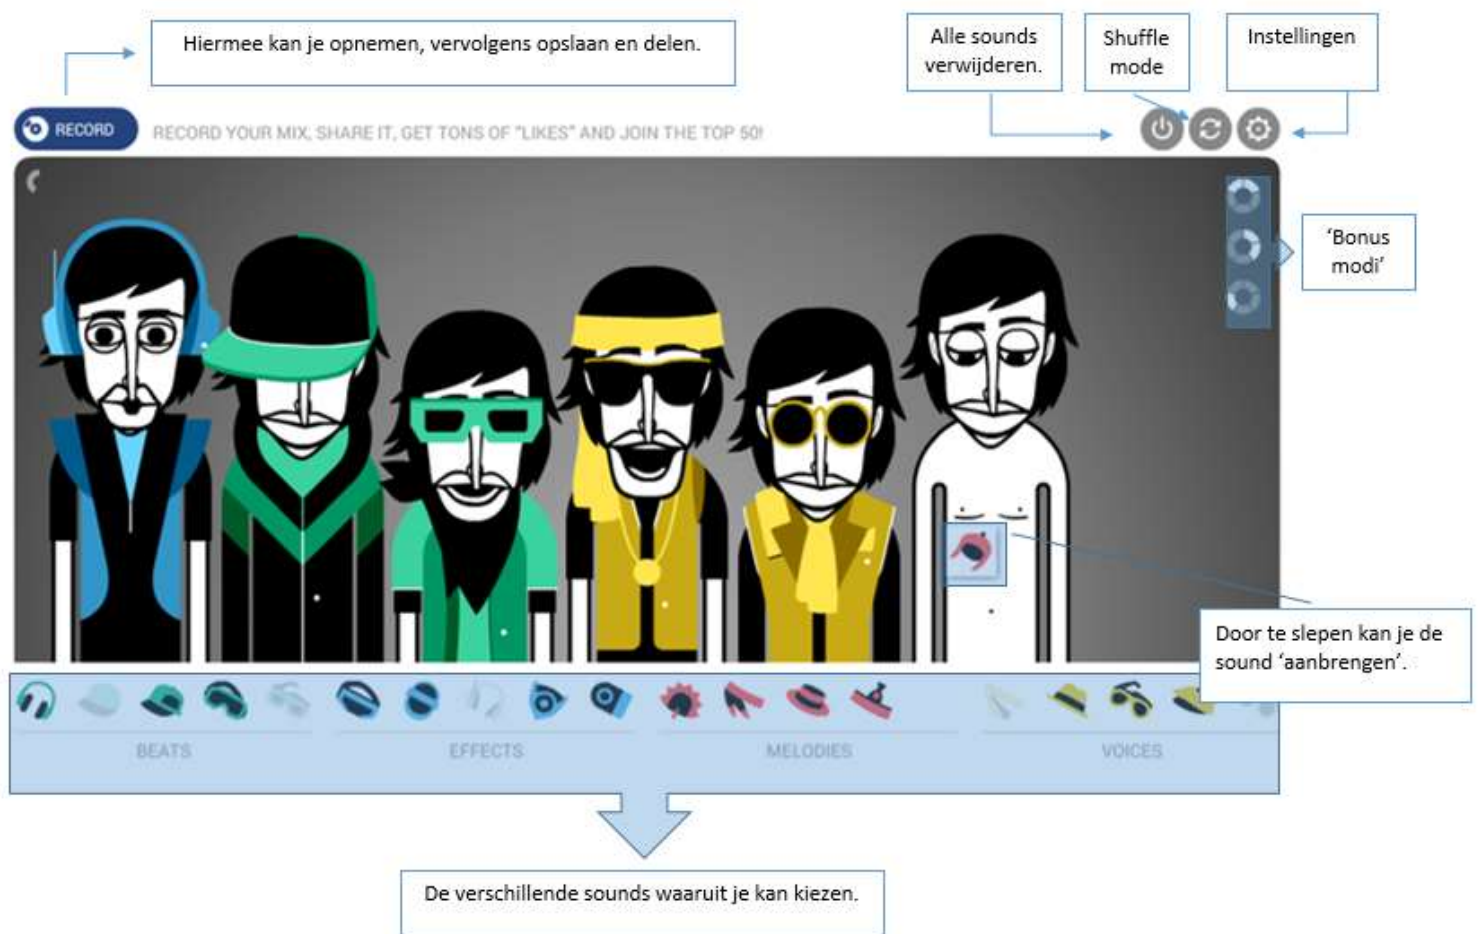 Hiermee kan je opnemen, vervolgens opslaan en delen.
Alle sounds
verwijderen.
Shuffle
mode
Instellingen
RECORD
RECORD YOUR MIX, SHARE IT, GET TONS OF "LIKES" AND JOIN THE TOP 50!
‘Bonus
modi’
Door te slepen kan je de
sound ‘aanbrengen’.
BEATS
EFFECTS
MELODIES
VOICES
De verschillende sounds waaruit je kan kiezen.